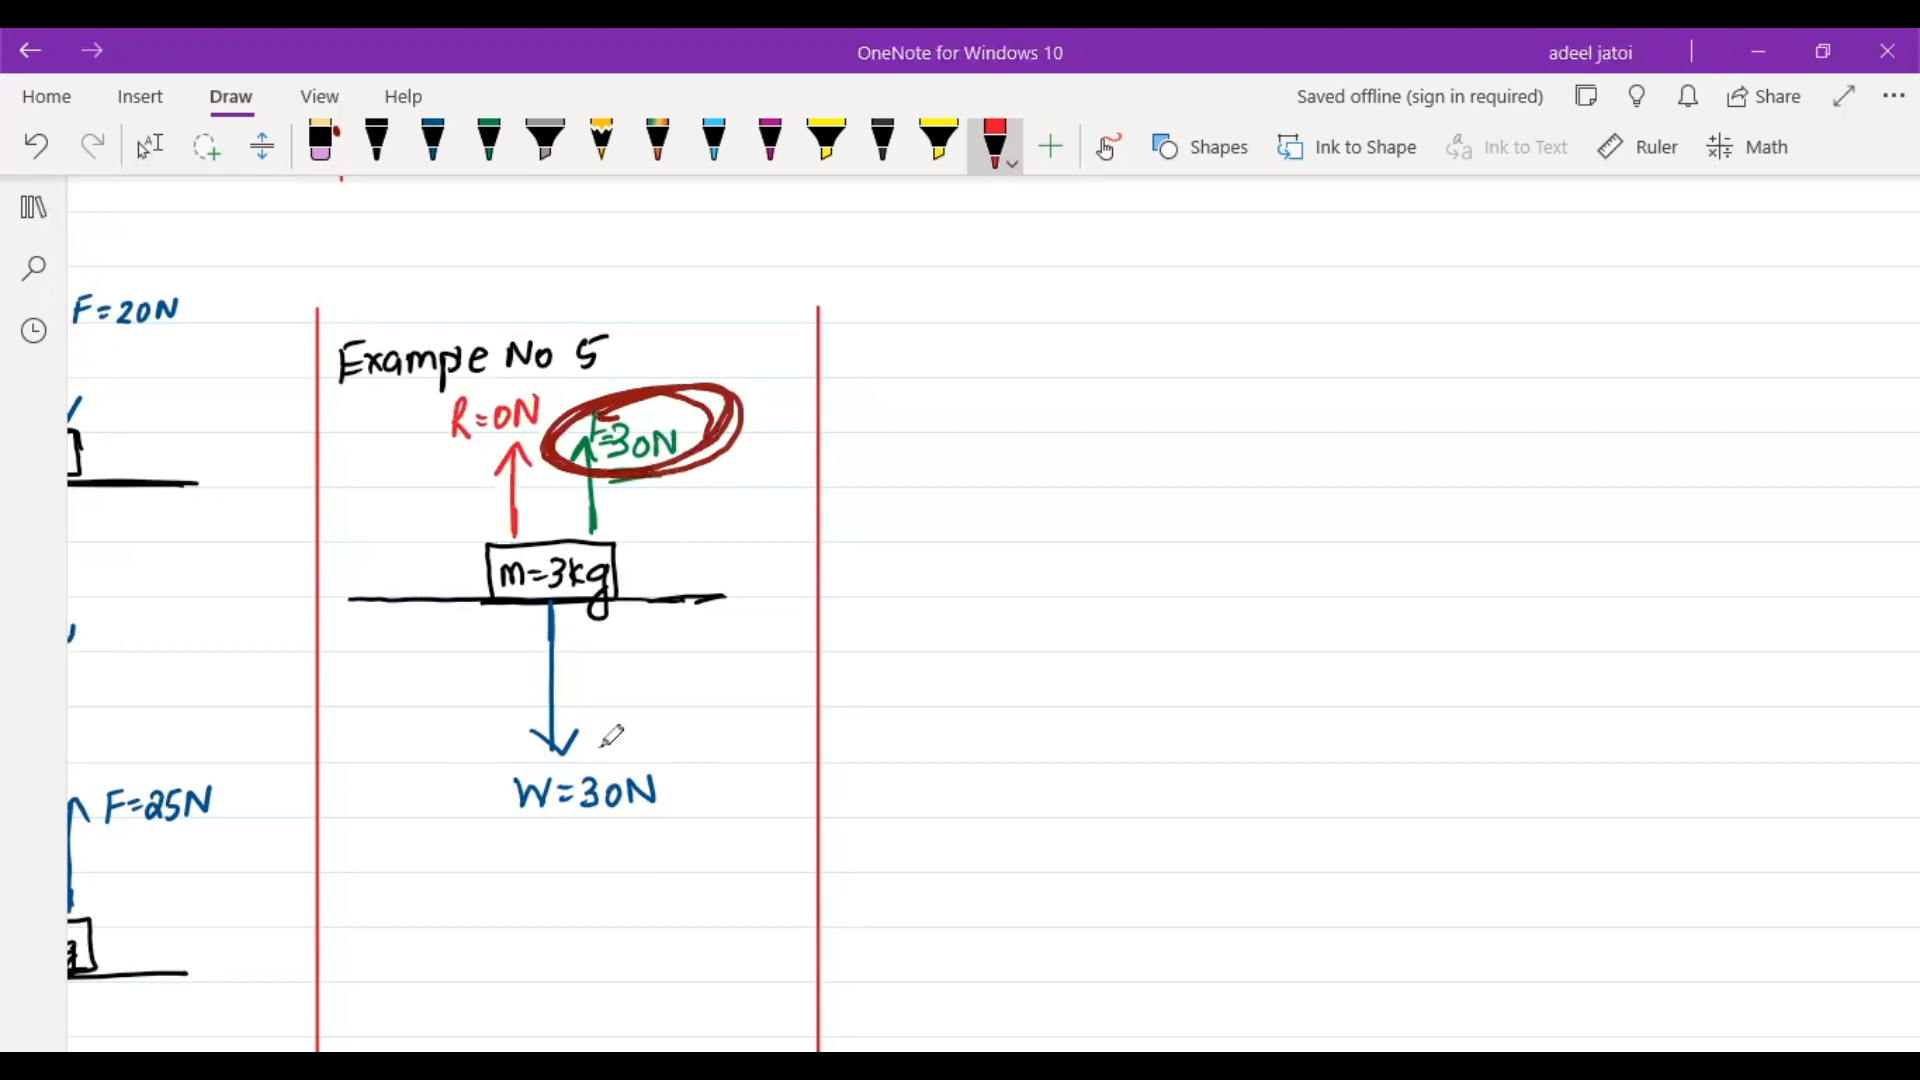 OneNote for Windows 10
adeel jatoi
Home Insert Draw View Help
Saved offline (sign in required)
Share
Shapes
Ink to Shape
Ink to Text
Ruler
Math
F=20N
Example No 5
R=0N
F=30N
m=3kg
W=30N
F=25N